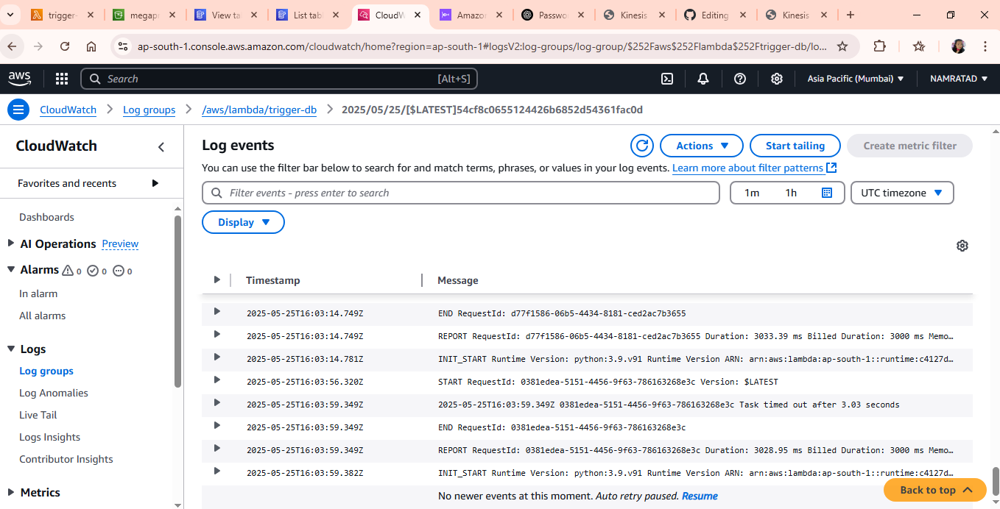 trigger-
megap
View ta
List tab
CloudW
Amazor
Passwo
Kinesis
Editing
Kinesis
ap-south-1.console.aws.amazon.com/cloudwatch/home?region=ap-south-1#logsV2:log-groups/log-group/$252Faws$252Flambda$252Ftrigger-db/lo...
aws
Search [Alt+S]
Asia Pacific (Mumbai)
NAMRATAD
CloudWatch
Log groups
/aws/lambda/trigger-db
2025/05/25/[$LATEST]54cf8c0655124426b6852d54361fac0d
CloudWatch
Favorites and recents
Dashboards
AI Operations Preview
Alarms 0 0 0
In alarm
All alarms
Logs
Log groups
Log Anomalies
Live Tail
Logs Insights
Contributor Insights
Metrics
Log events
Actions
Start tailing
Create metric filter
You can use the filter bar below to search for and match terms, phrases, or values in your log events. Learn more about filter patterns
Filter events - press enter to search
1m 1h
UTC timezone
Display
Timestamp Message
2025-05-25T16:03:14.749Z END RequestId: d77f1586-06b5-4434-8181-ced2ac7b3655
2025-05-25T16:03:14.749Z REPORT RequestId: d77f1586-06b5-4434-8181-ced2ac7b3655 Duration: 3033.39 ms Billed Duration: 3000 ms Memo...
2025-05-25T16:03:14.781Z INIT_START Runtime Version: python:3.9.v91 Runtime Version ARN: arn:aws:lambda:ap-south-1::runtime:c4127d...
2025-05-25T16:03:56.320Z START RequestId: 0381edea-5151-4456-9f63-786163268e3c Version: $LATEST
2025-05-25T16:03:59.349Z 2025-05-25T16:03:59.349Z 0381edea-5151-4456-9f63-786163268e3c Task timed out after 3.03 seconds
2025-05-25T16:03:59.349Z END RequestId: 0381edea-5151-4456-9f63-786163268e3c
2025-05-25T16:03:59.349Z REPORT RequestId: 0381edea-5151-4456-9f63-786163268e3c Duration: 3028.95 ms Billed Duration: 3000 ms Memo...
2025-05-25T16:03:59.382Z INIT_START Runtime Version: python:3.9.v91 Runtime Version ARN: arn:aws:lambda:ap-south-1::runtime:c4127d...
No newer events at this moment. Auto retry paused. Resume
Back to top